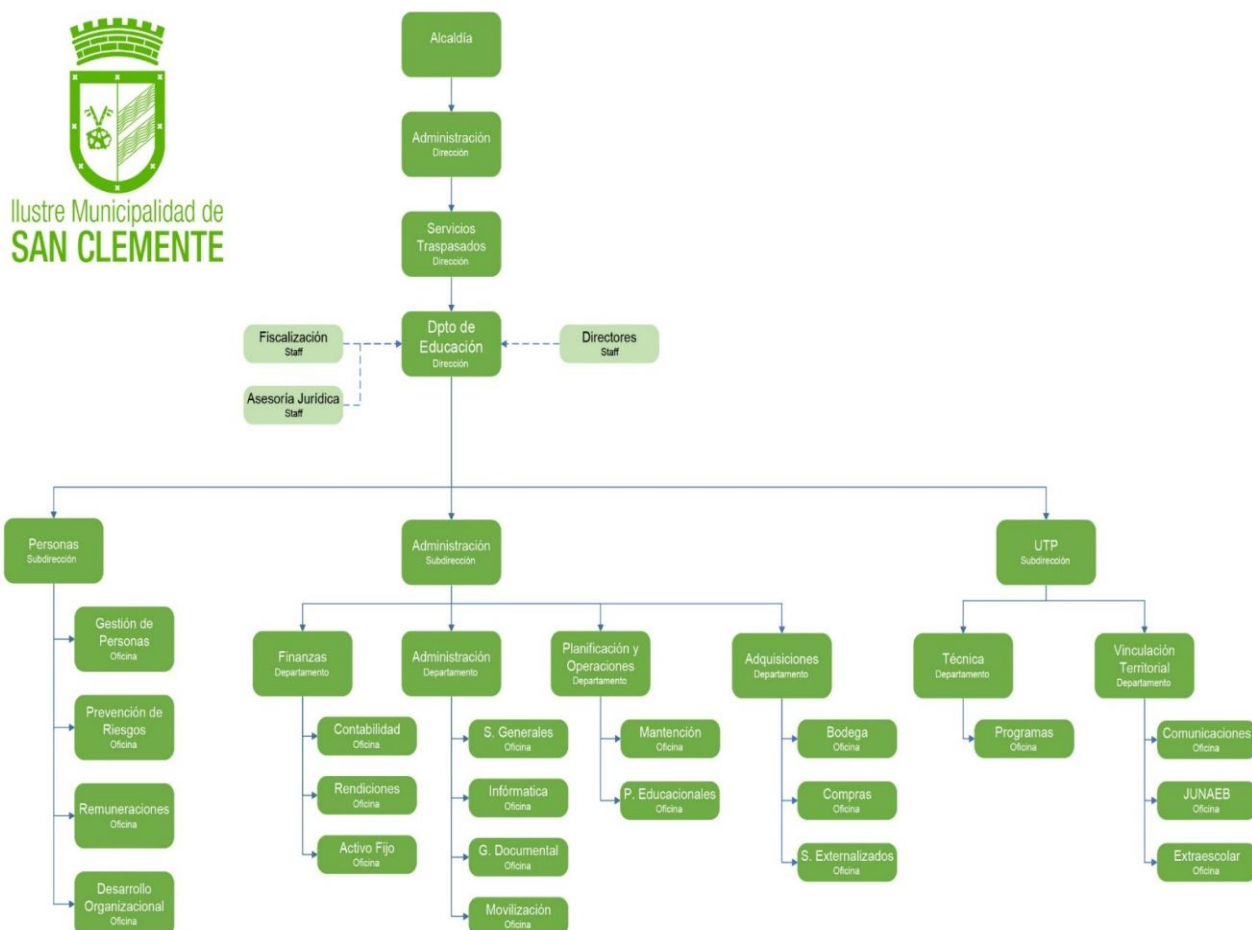 Ilustre Municipalidad de
SAN CLEMENTE
Alcaldía
Administración
Dirección
Servicios
Traspasados
Dirección
Fiscalización
Staff
Dpto de
Educación
Dirección
Directores
Staff
Asesoría Jurídica
Staff
Personas
Subdirección
Administración
Subdirección
UTP
Subdirección
Gestión de
Personas
Oficina
Prevención de
Riesgos
Oficina
Remuneraciones
Oficina
Desarrollo
Organizacional
Oficina
Finanzas
Departamento
Contabilidad
Oficina
Rendiciones
Oficina
Activo Fijo
Oficina
Administración
Departamento
S. Generales
Oficina
Infórmatica
Oficina
G. Documental
Oficina
Movilización
Oficina
Planificación y
Operaciones
Departamento
Mantención
Oficina
P. Educacionales
Oficina
Adquisiciones
Departamento
Bodega
Oficina
Compras
Oficina
S. Externalizados
Oficina
Técnica
Departamento
Programas
Oficina
Vinculación
Territorial
Departamento
Comunicaciones
Oficina
JUNAEB
Oficina
Extraescolar
Oficina